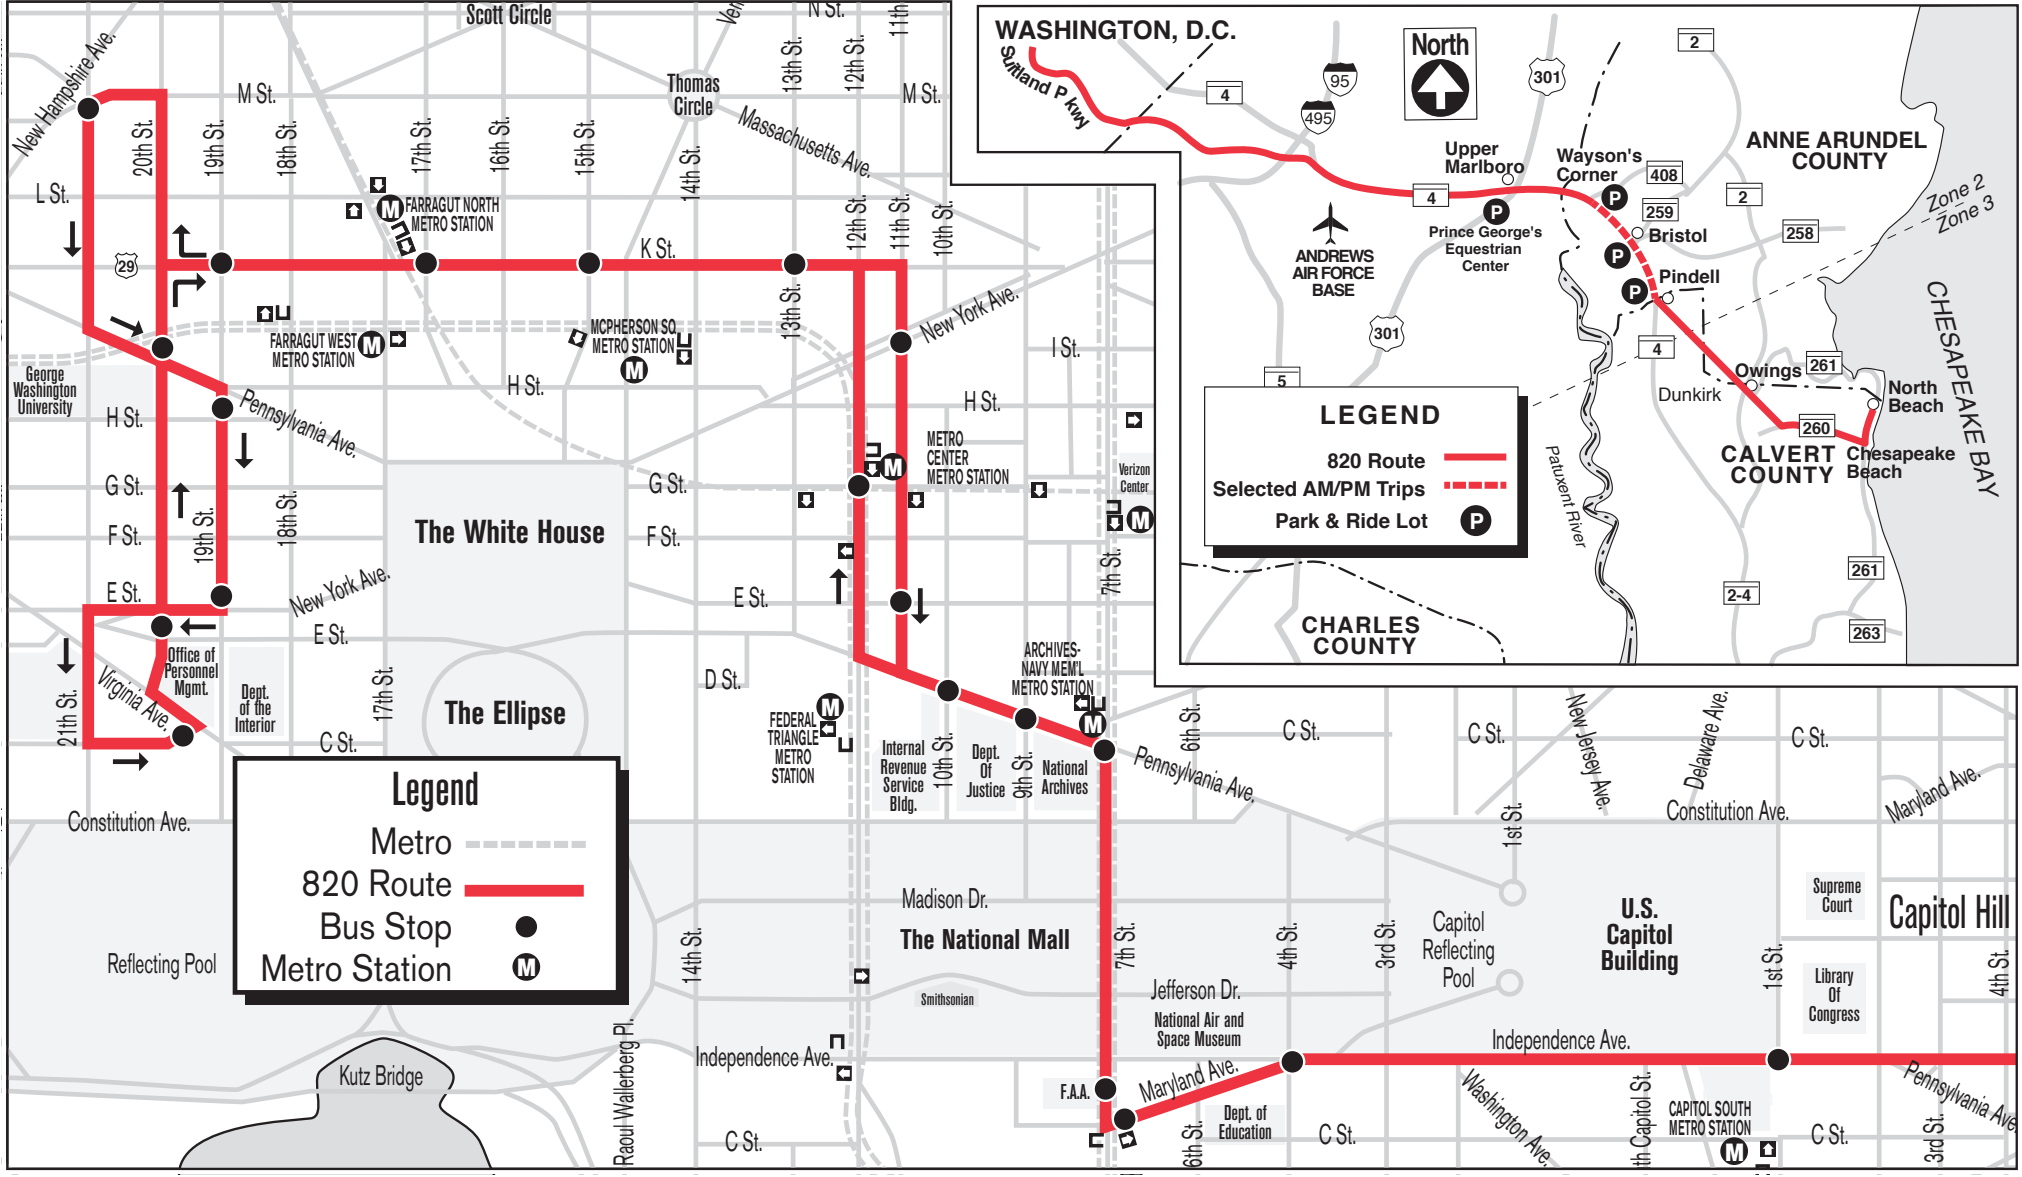 Scott Circle
N St.
11th
New Hampshire Ave.
M St.
Thomas
Circle
13th St.
12th St.
M St.
Massachusetts Ave.
20th St.
19th St.
18th St.
17th St.
16th St.
15th St.
14th St.
L St.
M
FARRAGUT NORTH
METRO STATION
12th St.
11th St.
10th St.
K St.
29
13th St.
New York Ave.
FARRAGUT WEST
METRO STATION
M
MCPHERSON SQ.
METRO STATION
M
I St.
George
Washington
University
H St.
H St.
H St.
Pennsylvania Ave.
METRO
CENTER
METRO STATION
M
Verizon
Center
M
G St.
G St.
19th St.
18th St.
The White House
F St.
F St.
7th St.
E St.
New York Ave.
E St.
E St.
Office of
Personnel
Mgmt.
Dept.
of the
Interior
17th St.
D St.
ARCHIVES-
NAVY MEM'L
METRO STATION
M
21th St.
Virginia Ave.
The Ellipse
C St.
FEDERAL
TRIANGLE
METRO
STATION
M
Internal
Revenue
Service
Bldg.
10th St.
Dept.
Of
Justice
9th St.
National
Archives
Pennsylvania Ave.
6th St.
C St.
C St.
New Jersey Ave.
Delaware Ave.
C St.
Maryland Ave.
Constitution Ave.
Constitution Ave.
1st St.
Legend
Metro
820 Route
Bus Stop
Metro Station
M
Reflecting Pool
Kutz Bridge
Raoul Wallerberg Pl.
14th St.
Madison Dr.
The National Mall
7th St.
4th St.
3rd St.
Capitol
Reflecting
Pool
U.S.
Capitol
Building
1st St.
Supreme
Court
Capitol Hill
Library
Of
Congress
4th St.
Smithsonian
Jefferson Dr.
National Air and
Space Museum
Independence Ave.
Independence Ave.
F.A.A.
Maryland Ave.
Dept. of
Education
6th St.
C St.
C St.
Washington Ave.
th Capitol St.
CAPITOL SOUTH
METRO STATION
M
C St.
3rd St.
Pennsylvania Ave.
WASHINGTON, D.C.
Suitland Pkwy
4
95
495
North
301
2
ANNE ARUNDEL
COUNTY
Upper
Marlboro
Wayson's
Corner
P
408
4
P
Prince George's
Equestrian
Center
259
Bristol
2
258
Zone 2
Zone 3
ANDREWS
AIR FORCE
BASE
P
Pindell
P
301
4
5
Owings
261
Dunkirk
North
Beach
260
CALVERT
COUNTY
Chesapeake
Beach
CHESAPEAKE BAY
Patuxent River
LEGEND
820 Route
Selected AM/PM Trips
Park & Ride Lot
P
261
2-4
263
CHARLES
COUNTY